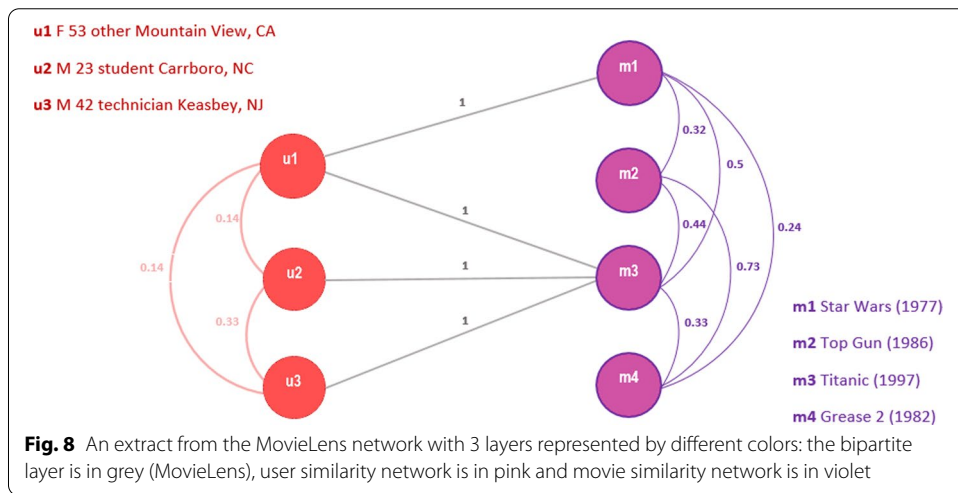 u1 F 53 other Mountain View, CA
u2 M 23 student Carrboro, NC
u3 M 42 technician Keasbey, NJ
m1
1
0.32
u1
0.5
m2
0.14
1
0.44
0.24
0.14
u2
1
m3
0.73
0.33
1
0.33
m1 Star Wars (1977)
m2 Top Gun (1986)
u3
m4
m3 Titanic (1997)
m4 Grease 2 (1982)
Fig. 8 An extract from the MovieLens network with 3 layers represented by different colors: the bipartite
layer is in grey (MovieLens), user similarity network is in pink and movie similarity network is in violet